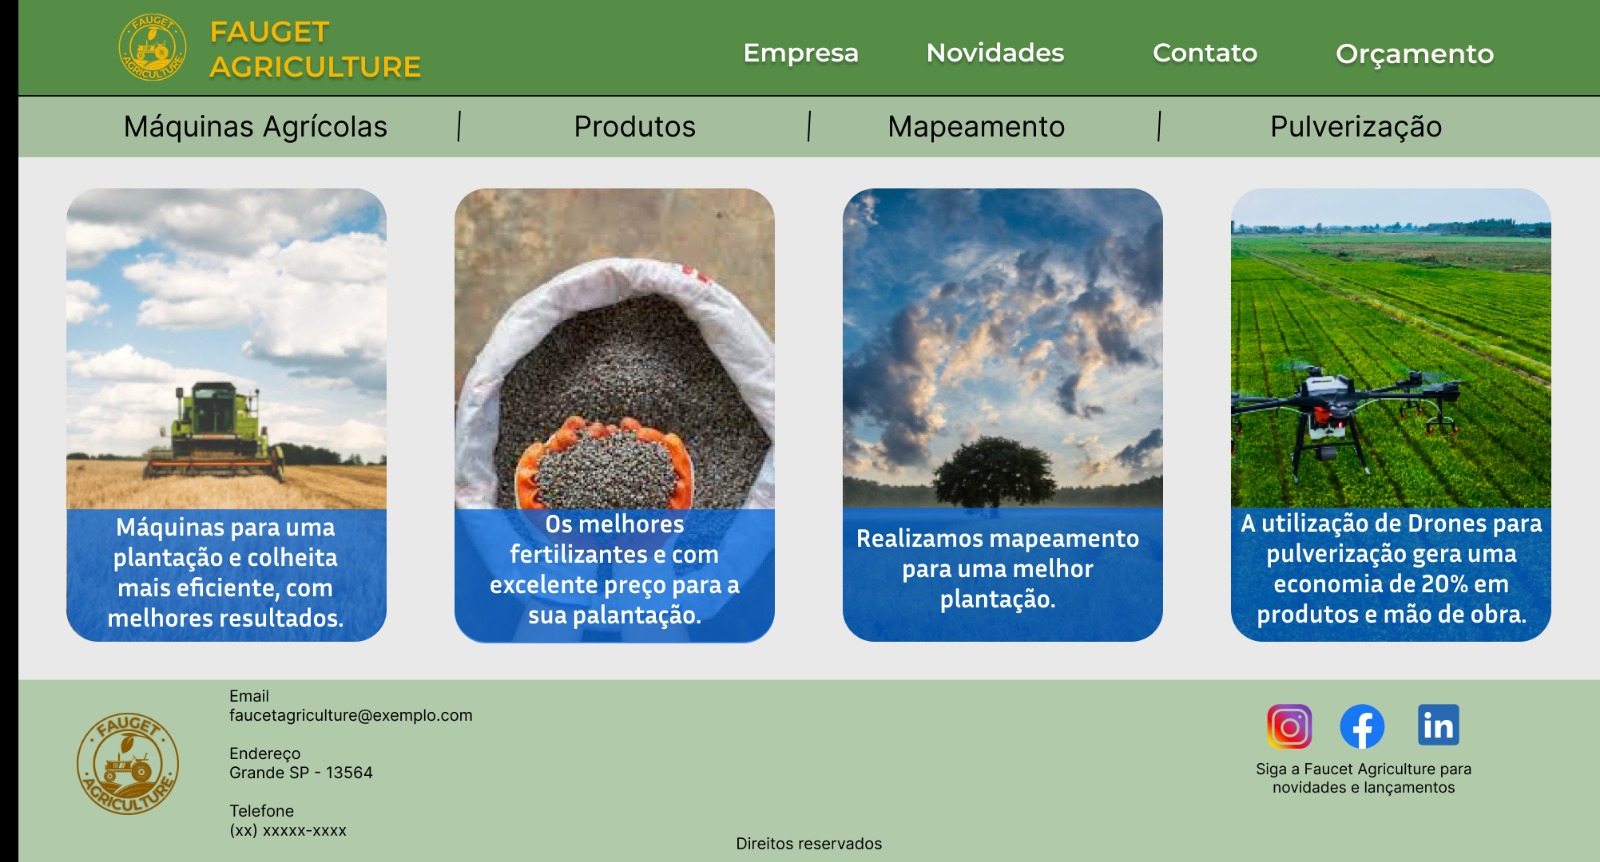 FAUGET
AGRICULTURE
FAUGET
AGRICULTURE
Empresa
Novidades
Contato
Orçamento
Máquinas Agrícolas
Produtos
Mapeamento
Pulverização
Máquinas para uma
plantação e colheita
mais eficiente, com
melhores resultados.
Os melhores
fertilizantes e com
excelente preço para a
sua palantação.
Realizamos mapeamento
para uma melhor
plantação.
A utilização de Drones para
pulverização gera uma
economia de 20% em
produtos e mão de obra.
FAUGET
AGRICULTURE
Email
faucetagriculture@exemplo.com
Endereço
Grande SP - 13564
Telefone
(xx) xxxxx-xxxx
in
Siga a Faucet Agriculture para
novidades e lançamentos
Direitos reservados